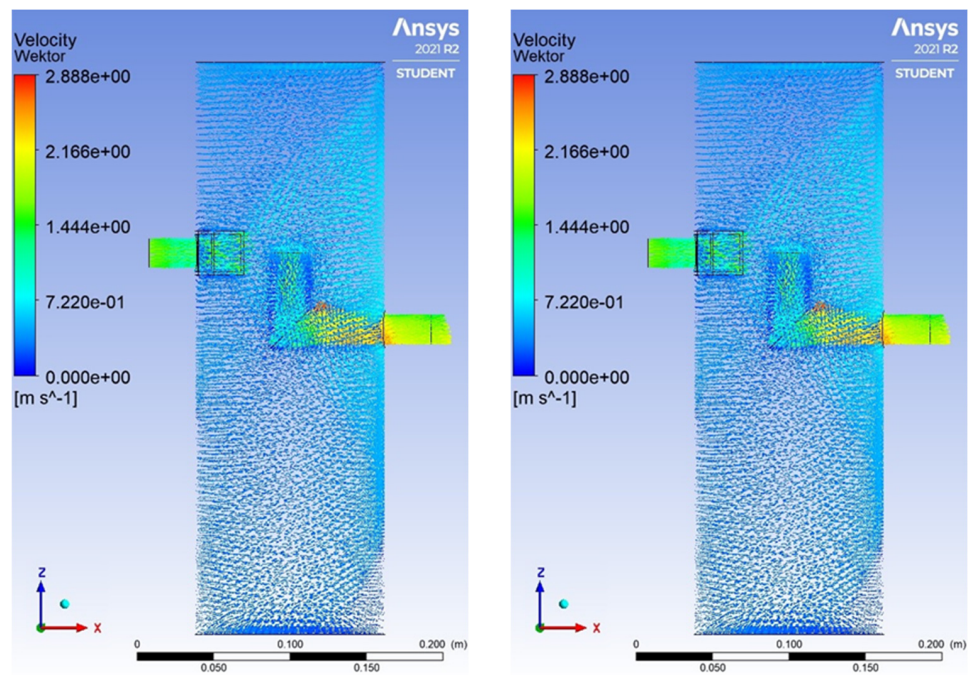 Ansys
2021 R2
STUDENT
Velocity
Wektor
2.888e+00
2.166e+00
1.444e+00
7.220e-01
0.000e+00
[m s^-1]
Z
X
0 0.100 0.200 (m)
0.050 0.150
Ansys
2021 R2
STUDENT
Velocity
Wektor
2.888e+00
2.166e+00
1.444e+00
7.220e-01
0.000e+00
[m s^-1]
Z
X
0 0.100 0.200 (m)
0.050 0.150